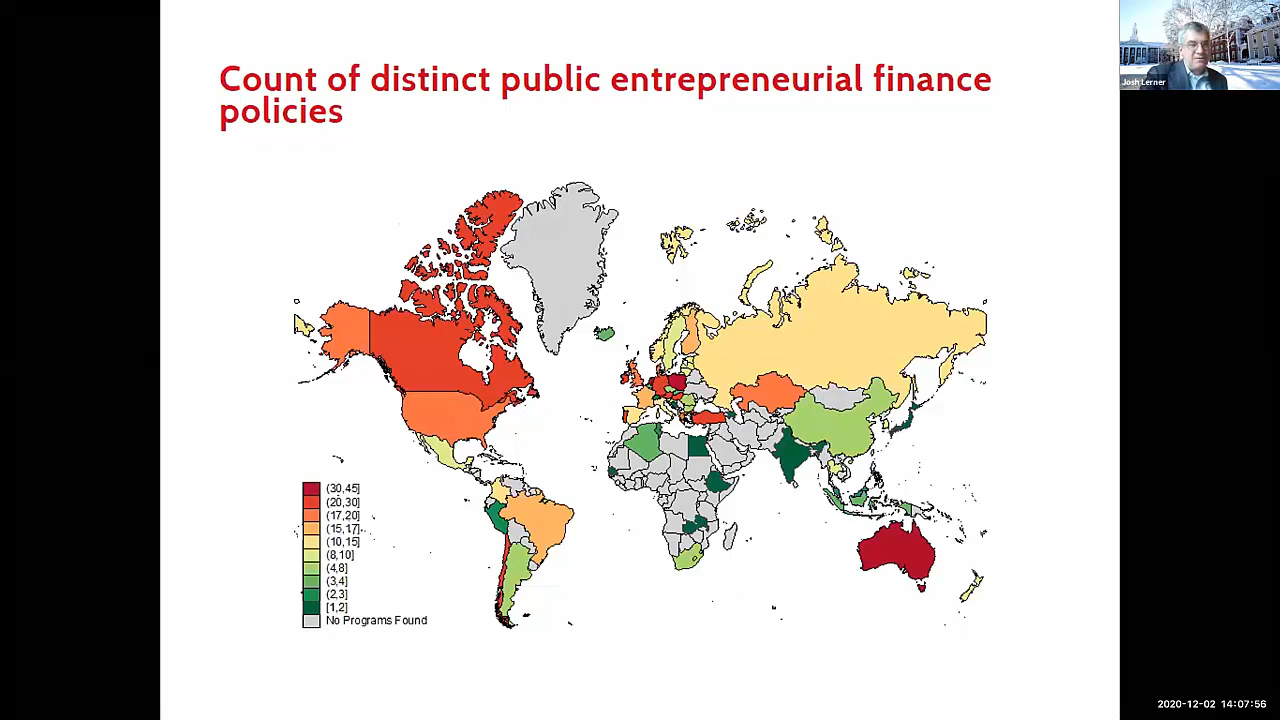 Count of distinct public entrepreneurial finance
policies
Josh Lerner
(30,45]
(20,30]
(17,20]
(15,17]
(10,15]
(8,10]
(4,8]
(3,4]
(2,3]
[1,2]
No Programs Found
2020-12-02 14:07:56